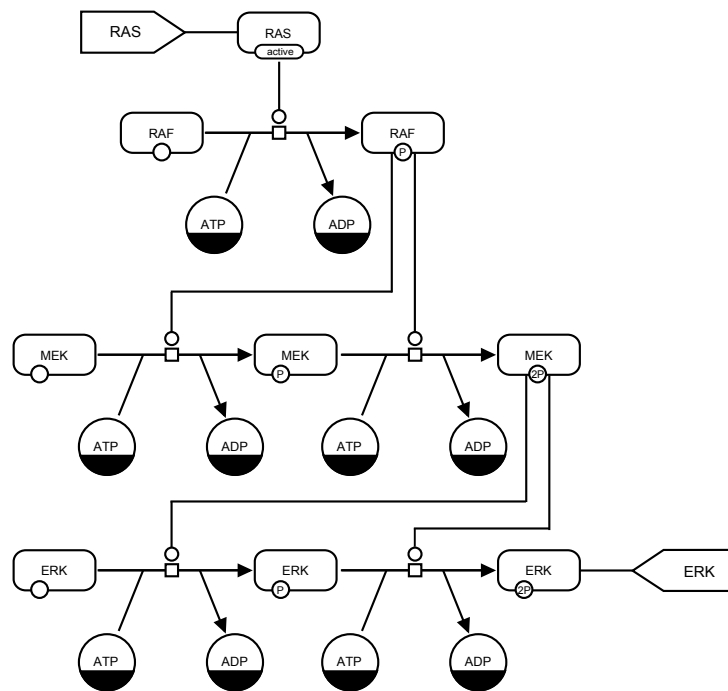 RAS
RAS
active
RAF
RAF
P
ATP
ADP
MEK
MEK
P
MEK
2P
ATP
ADP
ATP
ADP
ERK
ERK
P
ERK
2P
ERK
ATP
ADP
ATP
ADP